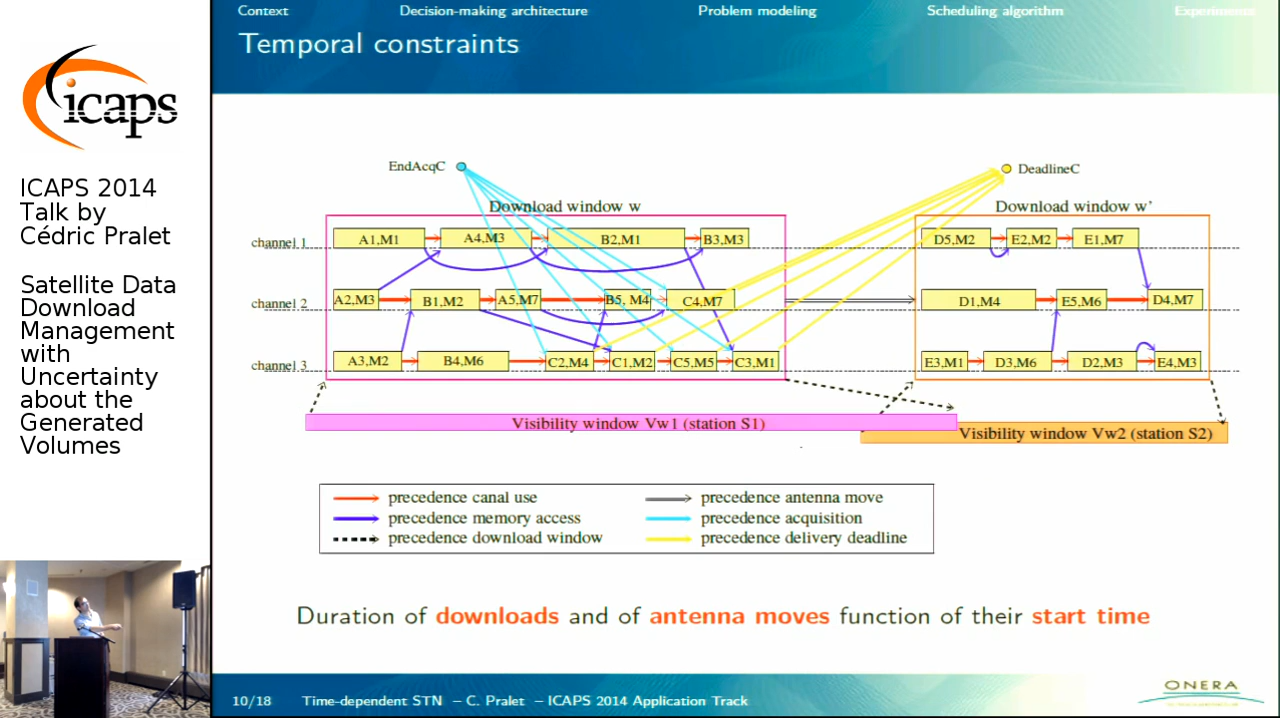 Context Decision-making architecture Problem modeling Scheduling algorithm Experiments
Temporal constraints
icaps
ICAPS 2014
Talk by
Cédric Pralet
Satellite Data
Download
Management
with
Uncertainty
about the
Generated
Volumes
EndAcqC DeadlineC
Download window w Download window w'
channel 1 A1,M1 A4,M3 B2,M1 B3,M3 D5,M2 E2,M2 E1,M7
channel 2 A2,M3 B1,M2 A5,M7 B5, M4 C4,M7 D1,M4 E5,M6 D4,M7
channel 3 A3,M2 B4,M6 C2,M4 C1,M2 C5,M5 C3,M1 E3,M1 D3,M6 D2,M3 E4,M3
Visibility window Vw1 (station S1)
Visibility window Vw2 (station S2)
precedence canal use precedence antenna move
precedence memory access precedence acquisition
precedence download window precedence delivery deadline
Duration of downloads and of antenna moves function of their start time
10/18 Time-dependent STN – C. Pralet – ICAPS 2014 Application Track
ONERA